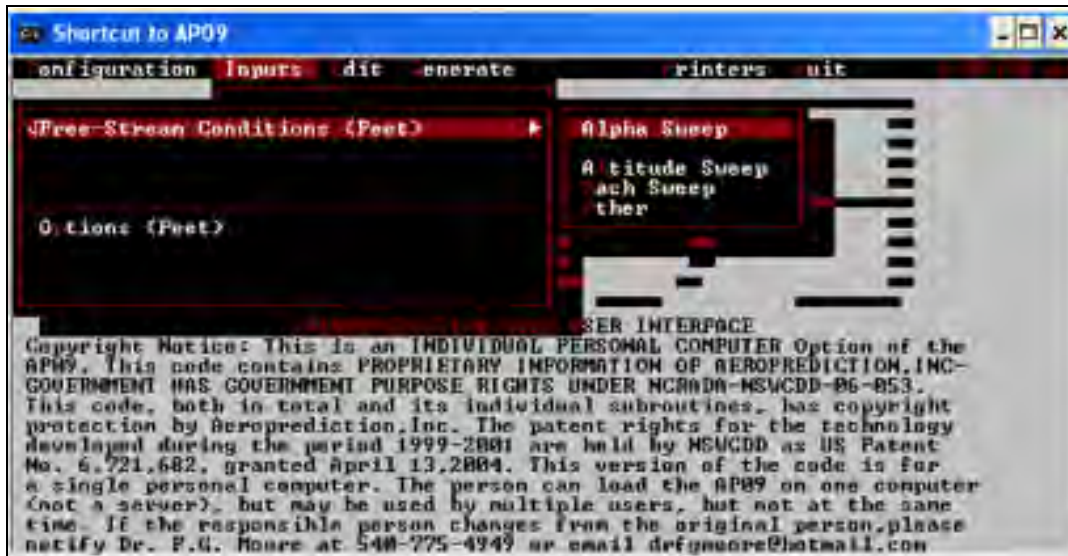 Shortcut to AP09
onfiguration Inputs dit enerate rinters uit
√Free-Stream Conditions (Feet) ►
Alpha Sweep
A titude Sweep
ach Sweep
ther
O tions (Feet)
SER INTERFACE
Copyright Notice: This is an INDIVIDUAL PERSONAL COMPUTER Option of the
AP09. This code contains PROPRIETARY INFORMATION OF AEROPREDICTION,INC-
GOVERNMENT HAS GOVERNMENT PURPOSE RIGHTS UNDER NCRADA-NSWCDD-06-053.
This code, both in total and its individual subroutines, has copyright
protection by Aeroprediction,Inc. The patent rights for the technology
developed during the period 1999-2001 are held by NSWCDD as US Patent
No. 6,721,682, granted April 13,2004. This version of the code is for
a single personal computer. The person can load the AP09 on one computer
(not a server), but may be used by multiple users, but not at the same
time. If the responsible person changes from the original person,please
notify Dr. F.G. Moore at 540-775-4949 or email drfgmoore@hotmail.com